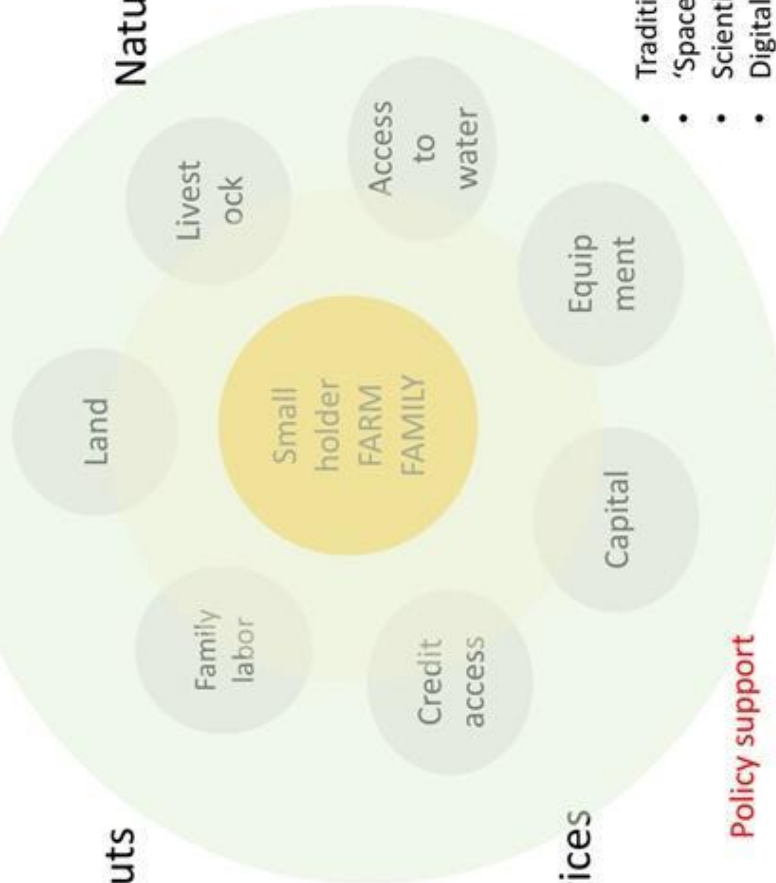 Land
uts
Natu
Family
labor
Livest
ock
Small
holder
FARM
FAMILY
Credit
access
Access
to
water
ices
Capital
Equip
ment
Policy support
• Traditi
• 'Space
• Scienti
• Digital